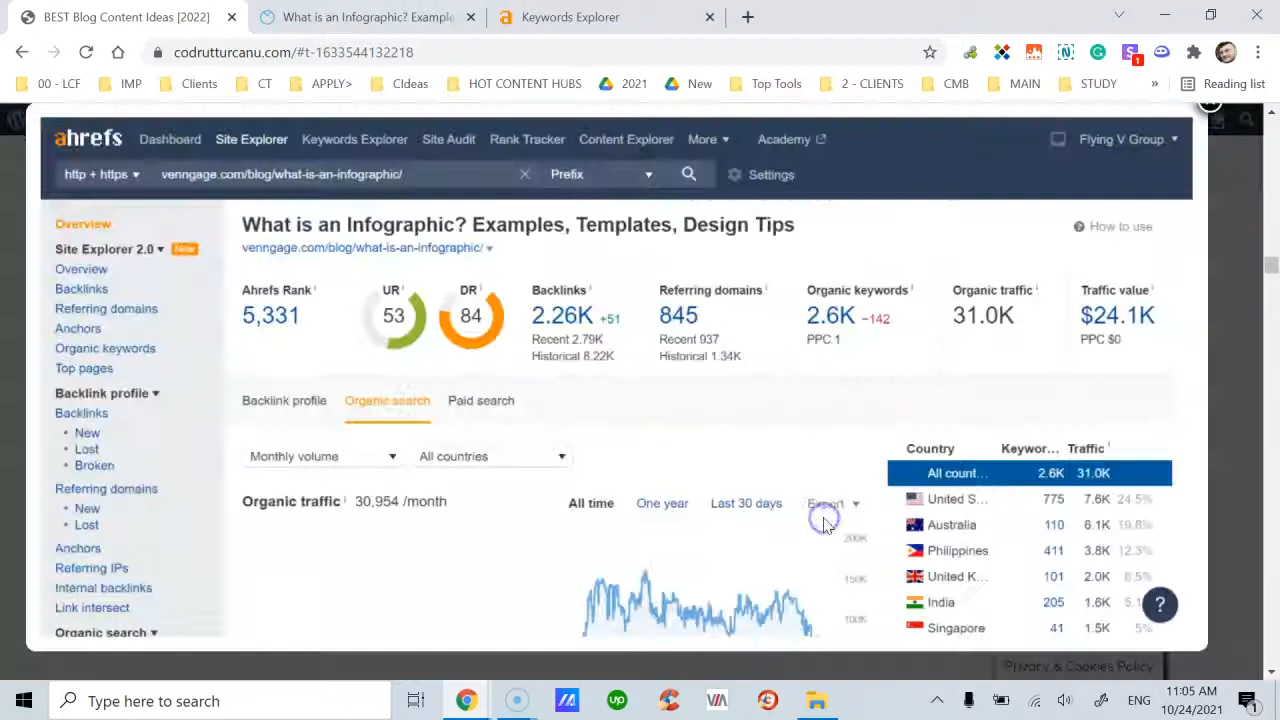 BEST Blog Content Ideas [2022]
What is an Infographic? Example
Keywords Explorer
codrutturcanu.com/#t-1633544132218
1
00 - LCF
IMP
Clients
CT
APPLY>
CIdeas
HOT CONTENT HUBS
2021
New
Top Tools
2 - CLIENTS
CMB
MAIN
STUDY
»
Reading list
ahrefs
Dashboard
Site Explorer
Keywords Explorer
Site Audit
Rank Tracker
Content Explorer
More
Academy
Flying V Group
http + https
venngage.com/blog/what-is-an-infographic/
Prefix
Settings
Overview
Site Explorer 2.0
New
Overview
Backlinks
Referring domains
Anchors
Organic keywords
Top pages
Backlink profile
Backlinks
• New
• Lost
• Broken
Referring domains
• New
• Lost
Anchors
Referring IPs
Internal backlinks
Link intersect
Organic search
What is an Infographic? Examples, Templates, Design Tips
How to use
venngage.com/blog/what-is-an-infographic/
Ahrefs Rank
5,331
UR
53
DR
84
Backlinks
2.26K +51
Recent 2.79K
Historical 8.22K
Referring domains
845
Recent 937
Historical 1.34K
Organic keywords
2.6K −142
PPC 1
Organic traffic
31.0K
Traffic value
$24.1K
PPC $0
Backlink profile
Organic search
Paid search
Monthly volume
All countries
Organic traffic 30,954 /month
All time
One year
Last 30 days
Export
200K
150K
100K
Country Keywor... Traffic
All count... 2.6K 31.0K
United S... 775 7.6K 24.5%
Australia 110 6.1K 19.8%
Philippines 411 3.8K 12.3%
United K... 101 2.0K 6.5%
India 205 1.6K 5.1
Singapore 41 1.5K 5%
?
Privacy & Cookies Policy
Type here to search
up
VIA
ENG
11:05 AM
10/24/2021
1